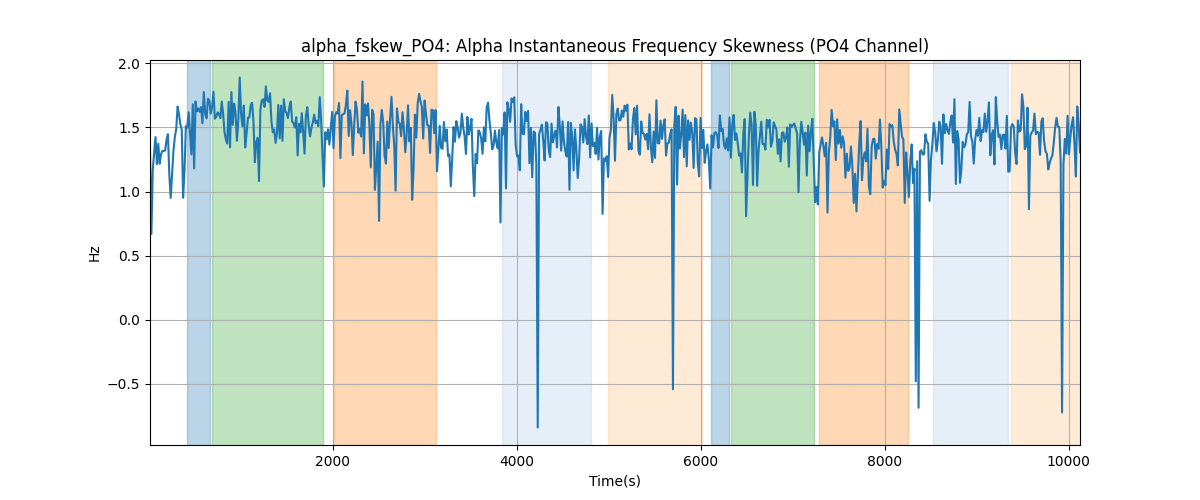 alpha_fskew_PO4: Alpha Instantaneous Frequency Skewness (PO4 Channel)
2.0
1.5
1.0
0.5
0.0
−0.5
Hz
2000 4000 6000 8000 10000
Time(s)